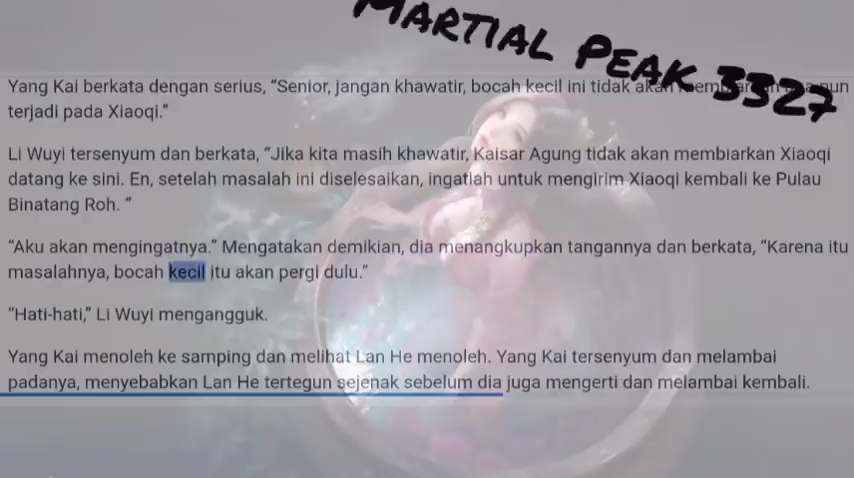 MARTIAL PEAK 3327
Yang Kai berkata dengan serius, “Senior, jangan khawatir, bocah kecil ini tidak akan
terjadi pada Xiaoqi.”
Li Wuyi tersenyum dan berkata, “Jika kita masih khawatir, Kaisar Agung tidak akan membiarkan Xiaoqi
datang ke sini. En, setelah masalah ini diselesaikan, ingatlah untuk mengirim Xiaoqi kembali ke Pulau
Binatang Roh. ”
“Aku akan mengingatnya.” Mengatakan demikian, dia menangkupkan tangannya dan berkata, “Karena itu
masalahnya, bocah kecil itu akan pergi dulu.”
“Hati-hati,” Li Wuyi mengangguk.
Yang Kai menoleh ke samping dan melihat Lan He menoleh. Yang Kai tersenyum dan melambai
padanya, menyebabkan Lan He tertegun sejenak sebelum dia juga mengerti dan melambai kembali.